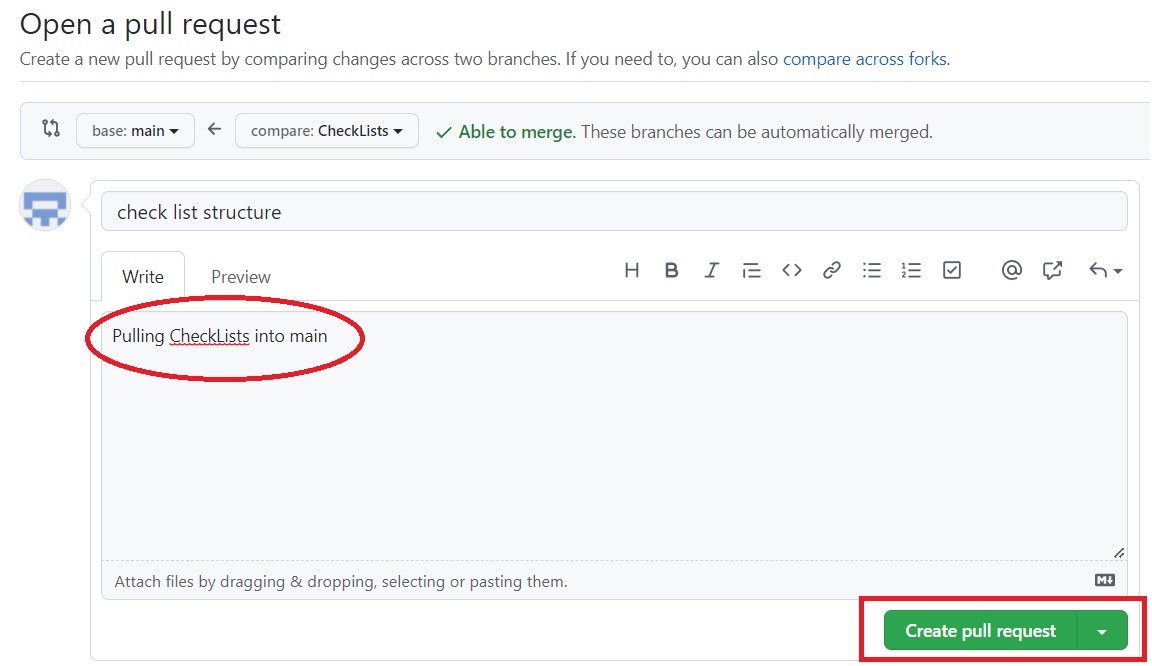 Open a pull request
Create a new pull request by comparing changes across two branches. If you need to, you can also compare across forks.
base: main compare: CheckLists Able to merge. These branches can be automatically merged.
check list structure
Write Preview H B I @
Pulling CheckLists into main
Attach files by dragging & dropping, selecting or pasting them.
Create pull request